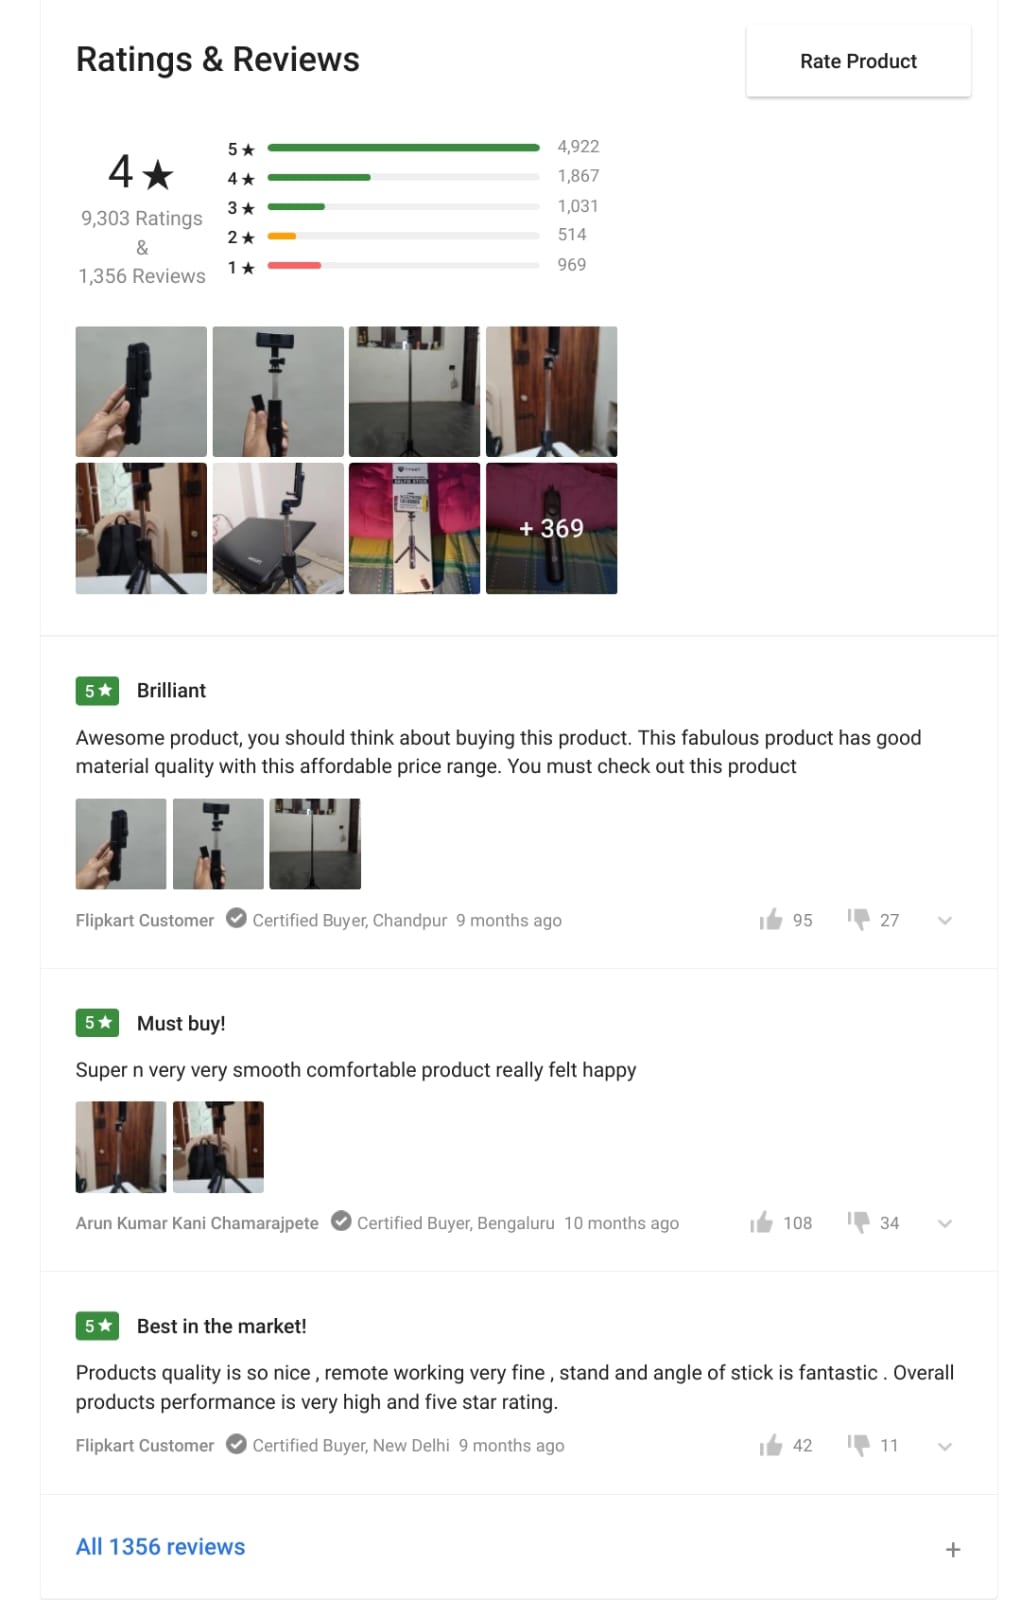 Ratings & Reviews
Rate Product
4★
9,303 Ratings
&
1,356 Reviews
5★ 4,922
4★ 1,867
3★ 1,031
2★ 514
1★ 969
SELFIE STICK
+ 369
5★ Brilliant
Awesome product, you should think about buying this product. This fabulous product has good
material quality with this affordable price range. You must check out this product
Flipkart Customer Certified Buyer, Chandpur 9 months ago 95 27
5★ Must buy!
Super n very very smooth comfortable product really felt happy
Arun Kumar Kani Chamarajpete Certified Buyer, Bengaluru 10 months ago 108 34
5★ Best in the market!
Products quality is so nice , remote working very fine , stand and angle of stick is fantastic . Overall
products performance is very high and five star rating.
Flipkart Customer Certified Buyer, New Delhi 9 months ago 42 11
All 1356 reviews +